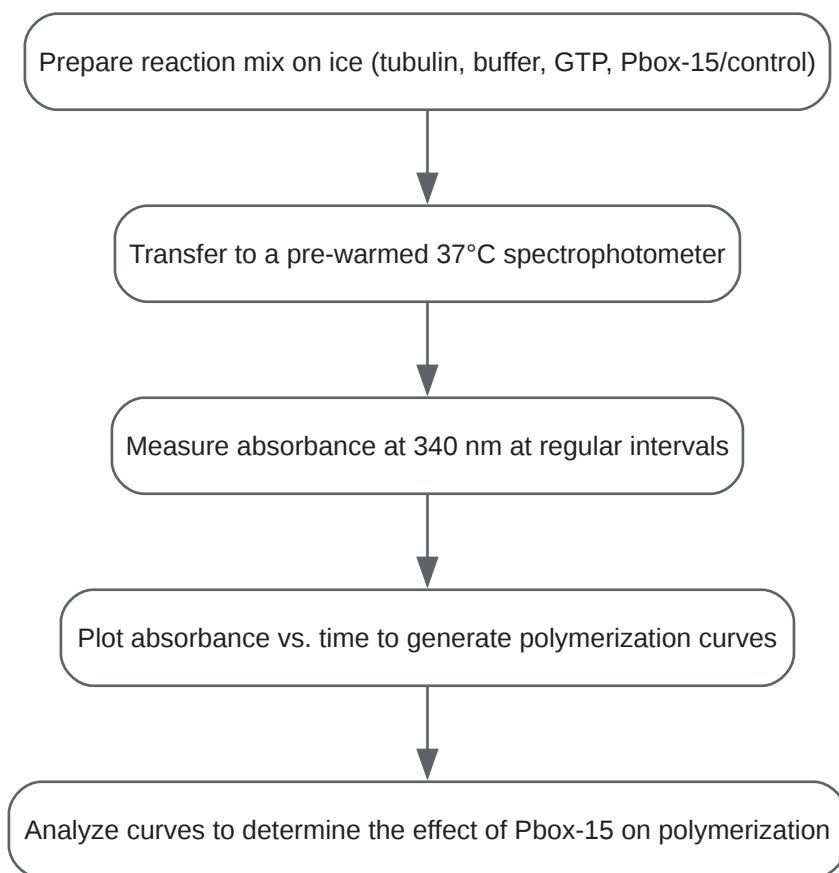 Prepare reaction mix on ice (tubulin, buffer, GTP, Pbox-15/control)
Transfer to a pre-warmed 37°C spectrophotometer
Measure absorbance at 340 nm at regular intervals
Plot absorbance vs. time to generate polymerization curves
Analyze curves to determine the effect of Pbox-15 on polymerization